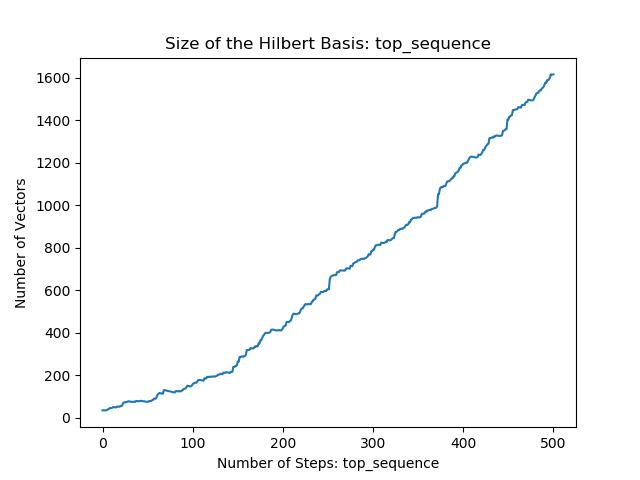 Size of the Hilbert Basis: top_sequence
Number of Vectors
1600
1400
1200
1000
800
600
400
200
0
0 100 200 300 400 500
Number of Steps: top_sequence